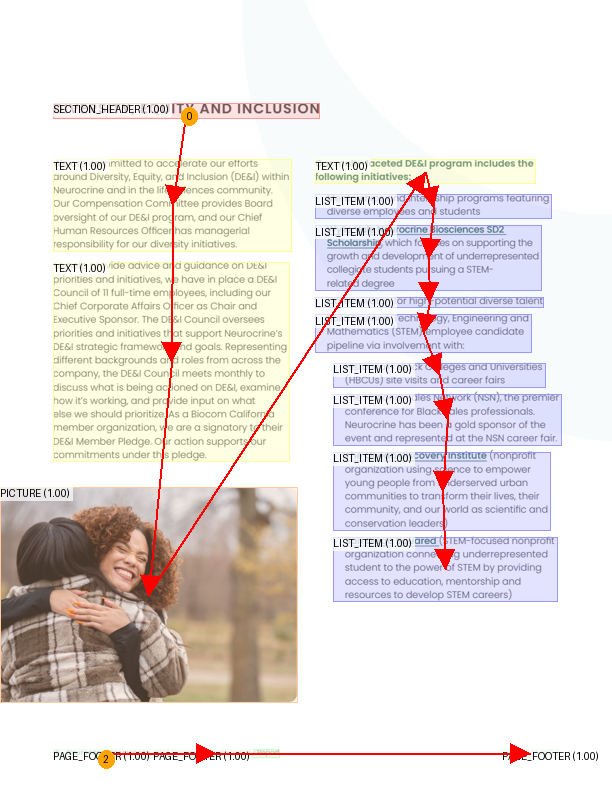 SECTION_HEADER (1.00) ITY AND INCLUSION
0
TEXT (1.00) mitted to accelerate our efforts
around Diversity, Equity, and Inclusion (DE&I) within
Neurocrine and in the life sciences community.
Our Compensation Committee provides Board
oversight of our DE&I program, and our Chief
Human Resources Officer has managerial
responsibility for our diversity initiatives.
TEXT (1.00) ide advice and guidance on DE&I
priorities and initiatives, we have in place a DE&I
Council of 11 full-time employees, including our
Chief Corporate Affairs Officer as Chair and
Executive Sponsor. The DE&I Council oversees
priorities and initiatives that support Neurocrine's
DE&I strategic framework and goals. Representing
different backgrounds and roles from across the
company, the DE&I Council meets monthly to
discuss what is being actioned on DE&I, examine
how it's working, and provide input on what
else we should prioritize. As a Biocom California
member organization, we are a signatory to their
DE&I Member Pledge. Our action supports our
commitments under this pledge.
PICTURE (1.00)
TEXT (1.00) aceted DE&I program includes the
following initiatives:
LIST_ITEM (1.00) internship programs featuring
diverse employees and students
LIST_ITEM (1.00) rocrine Biosciences SD2
Scholarship, which focuses on supporting the
growth and development of underrepresented
collegiate students pursuing a STEM-
related degree
LIST_ITEM (1.00) or high-potential diverse talent
LIST_ITEM (1.00) echnology, Engineering and
Mathematics (STEM) employee candidate
pipeline via involvement with:
LIST_ITEM (1.00) k Colleges and Universities
(HBCUs) site visits and career fairs
LIST_ITEM (1.00) ales Network (NSN), the premier
conference for Black sales professionals.
Neurocrine has been a gold sponsor of the
event and represented at the NSN career fair.
LIST_ITEM (1.00) covery Institute (nonprofit
organization using science to empower
young people from underserved urban
communities to transform their lives, their
community, and our world as scientific and
conservation leaders)
LIST_ITEM (1.00) ared (STEM-focused nonprofit
organization connecting underrepresented
student to the power of STEM by providing
access to education, mentorship and
resources to develop STEM careers)
PAGE_FOOTER (1.00) PAGE_FOOTER (1.00) PAGE_FOOTER (1.00)
2